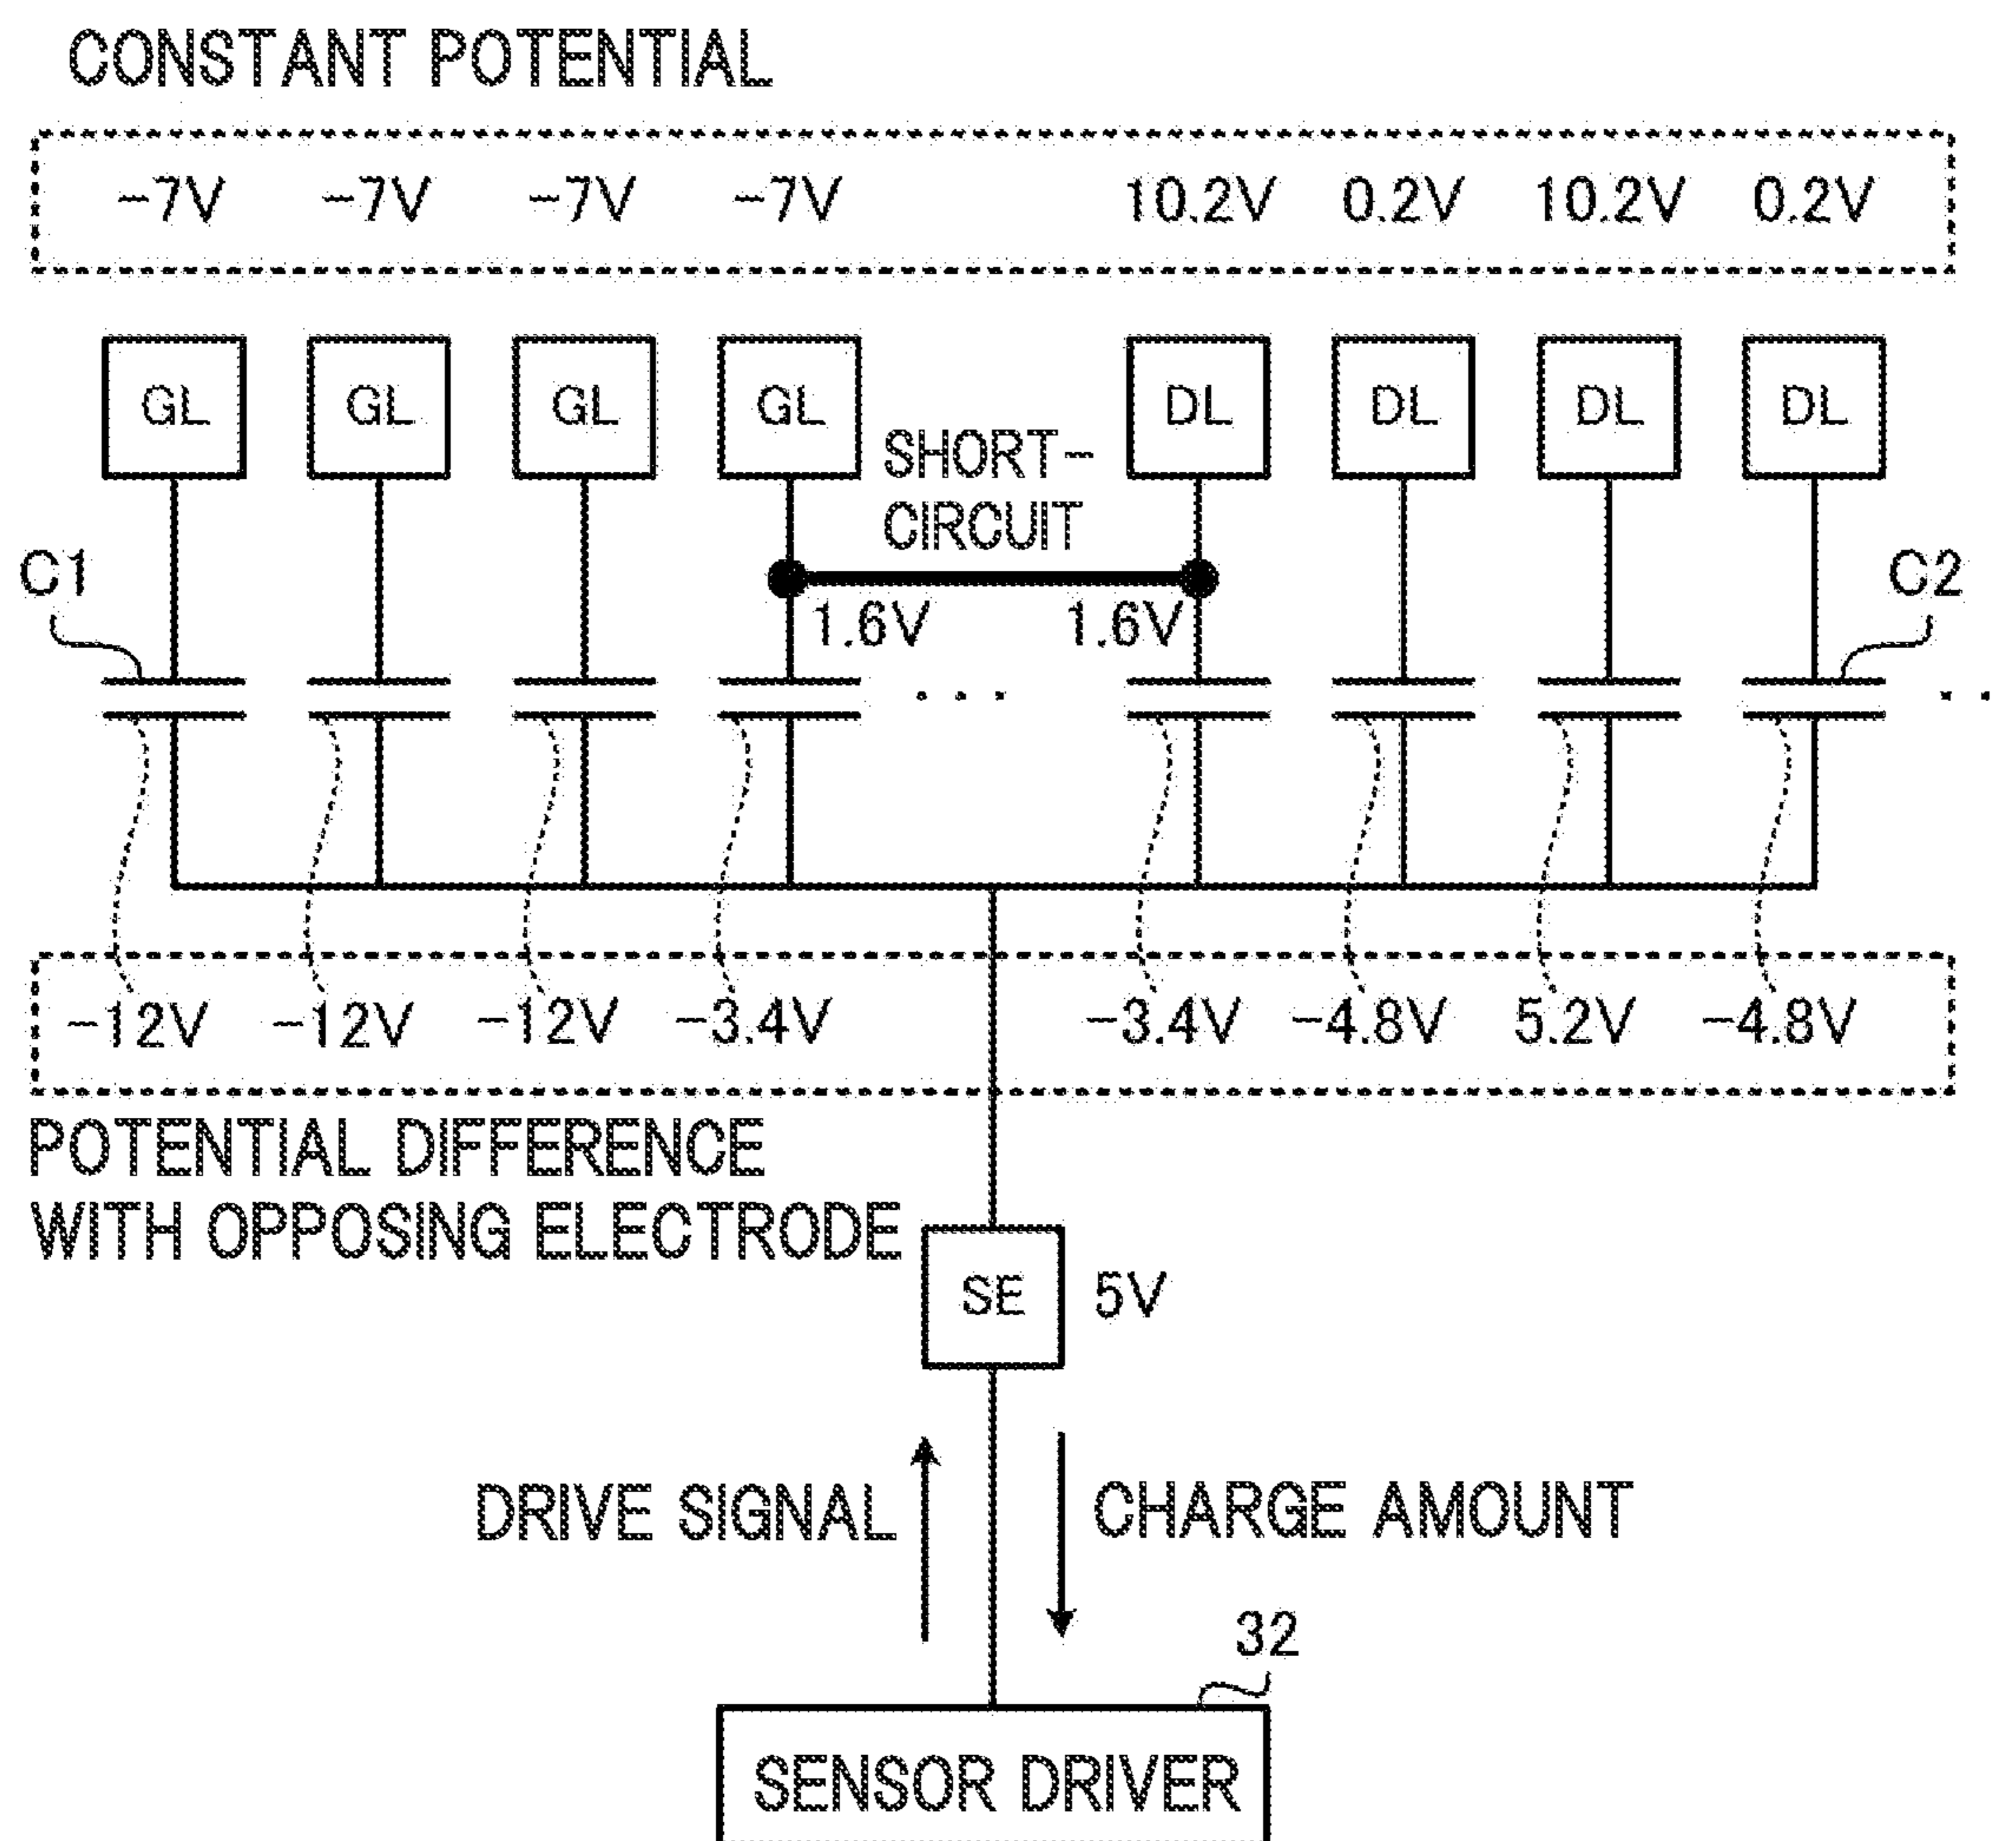 CONSTANT POTENTIAL
-7V -7V -7V -7V 10.2V 0.2V 10.2V 0.2V
GL GL GL GL DL DL DL DL
SHORT-
CIRCUIT
C1 C2
1.6V 1.6V
. . . . .
-12V -12V -12V -3.4V -3.4V -4.8V 5.2V -4.8V
POTENTIAL DIFFERENCE
WITH OPPOSING ELECTRODE
SE 5V
DRIVE SIGNAL CHARGE AMOUNT
32
SENSOR DRIVER